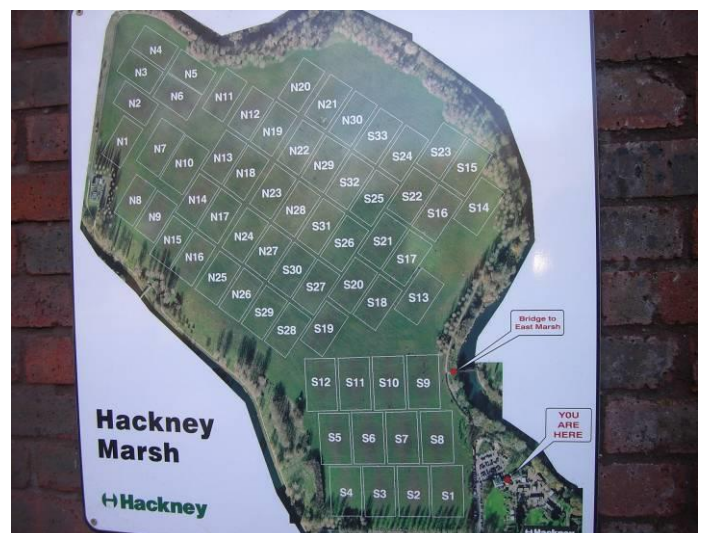 N4
N3
N5
N2
N6
N11
N20
N12
N21
N1
N7
N19
N30
S33
N10
N13
N22
S24
S23
N18
N29
S15
N8
N14
N23
S32
S25
S22
N9
N17
N28
S16
S14
N15
N24
S31
S26
S21
N16
N27
S17
N25
S30
S27
S20
N26
S18
S13
S29
S28
S19
Bridge to
East Marsh
S12 S11 S10 S9
YOU
ARE
HERE
S5 S6 S7 S8
S4 S3 S2 S1
Hackney
Marsh
Hackney
Hackney